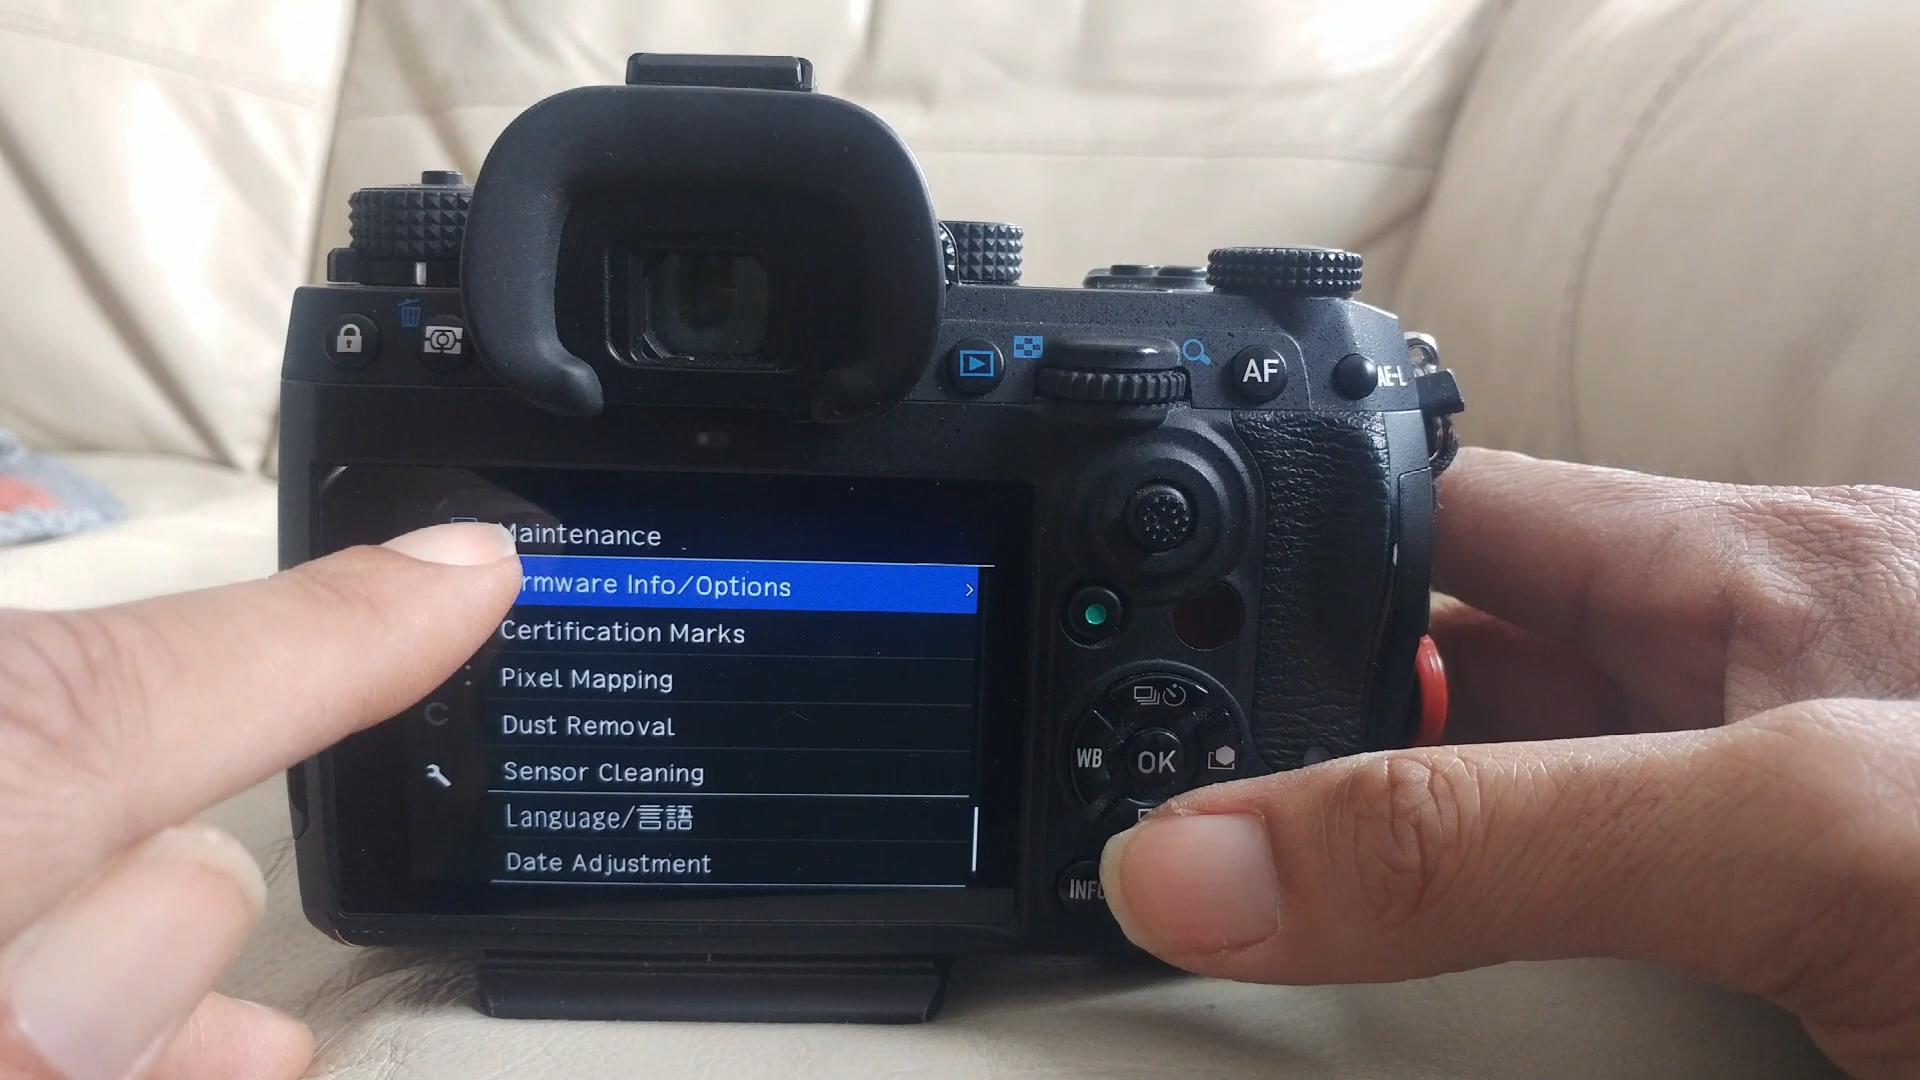 AF
AE-L
Maintenance
Firmware Info/Options
Certification Marks
Pixel Mapping
Dust Removal
Sensor Cleaning
Language/言語
Date Adjustment
C
WB
OK
INFO